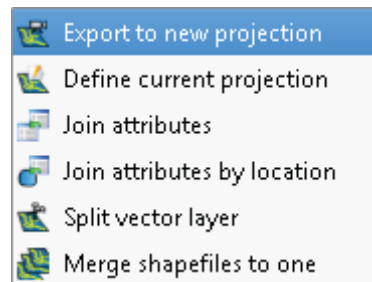 Export to new projection
Define current projection
Join attributes
Join attributes by location
Split vector layer
Merge shapefiles to one